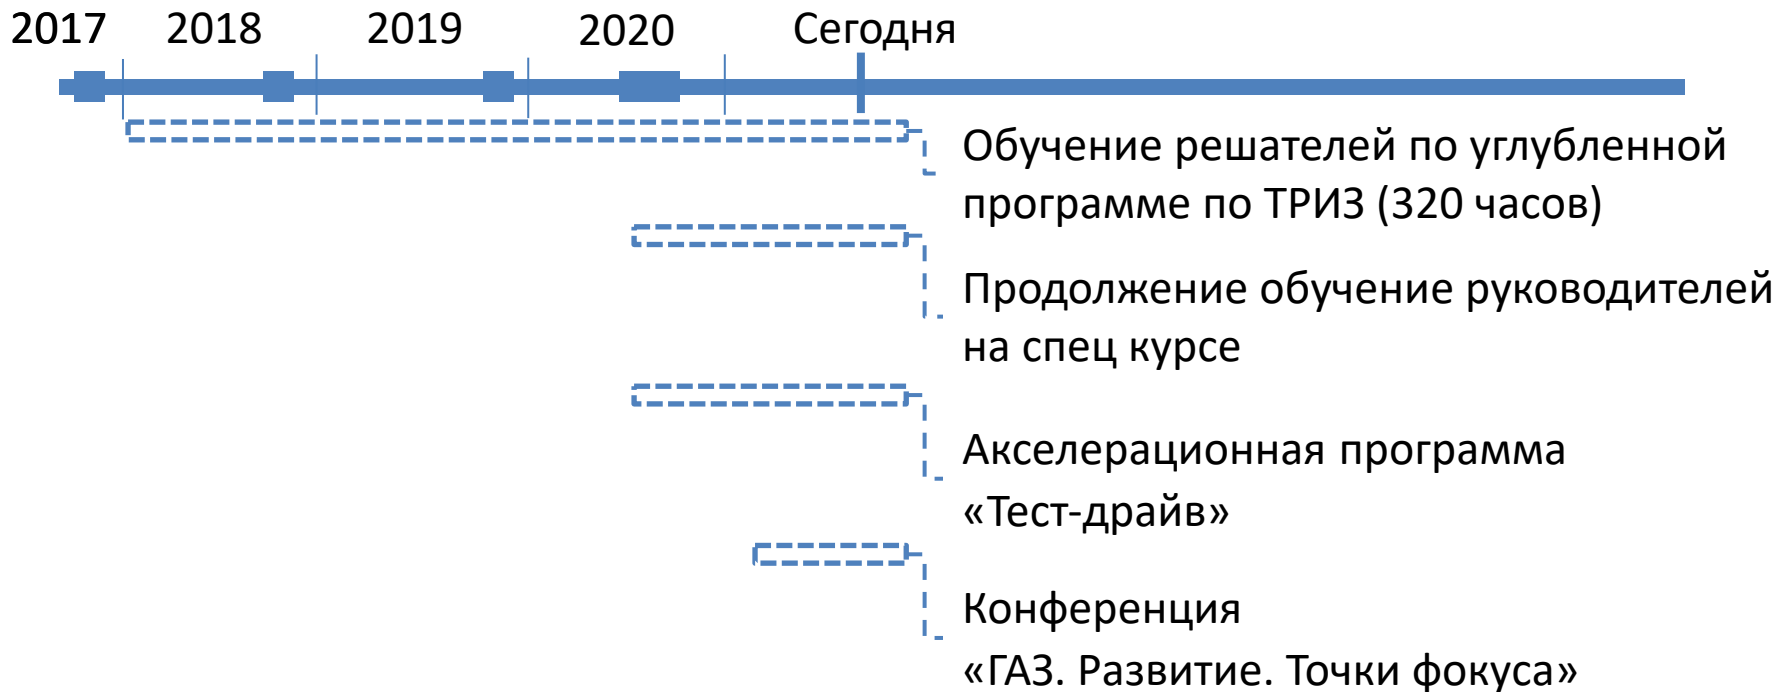 2017 2018 2019 2020 Сегодня
Обучение решателей по углубленной
программе по ТРИЗ (320 часов)
Продолжение обучение руководителей
на спец курсе
Акселерационная программа
«Тест-драйв»
Конференция
«ГАЗ. Развитие. Точки фокуса»